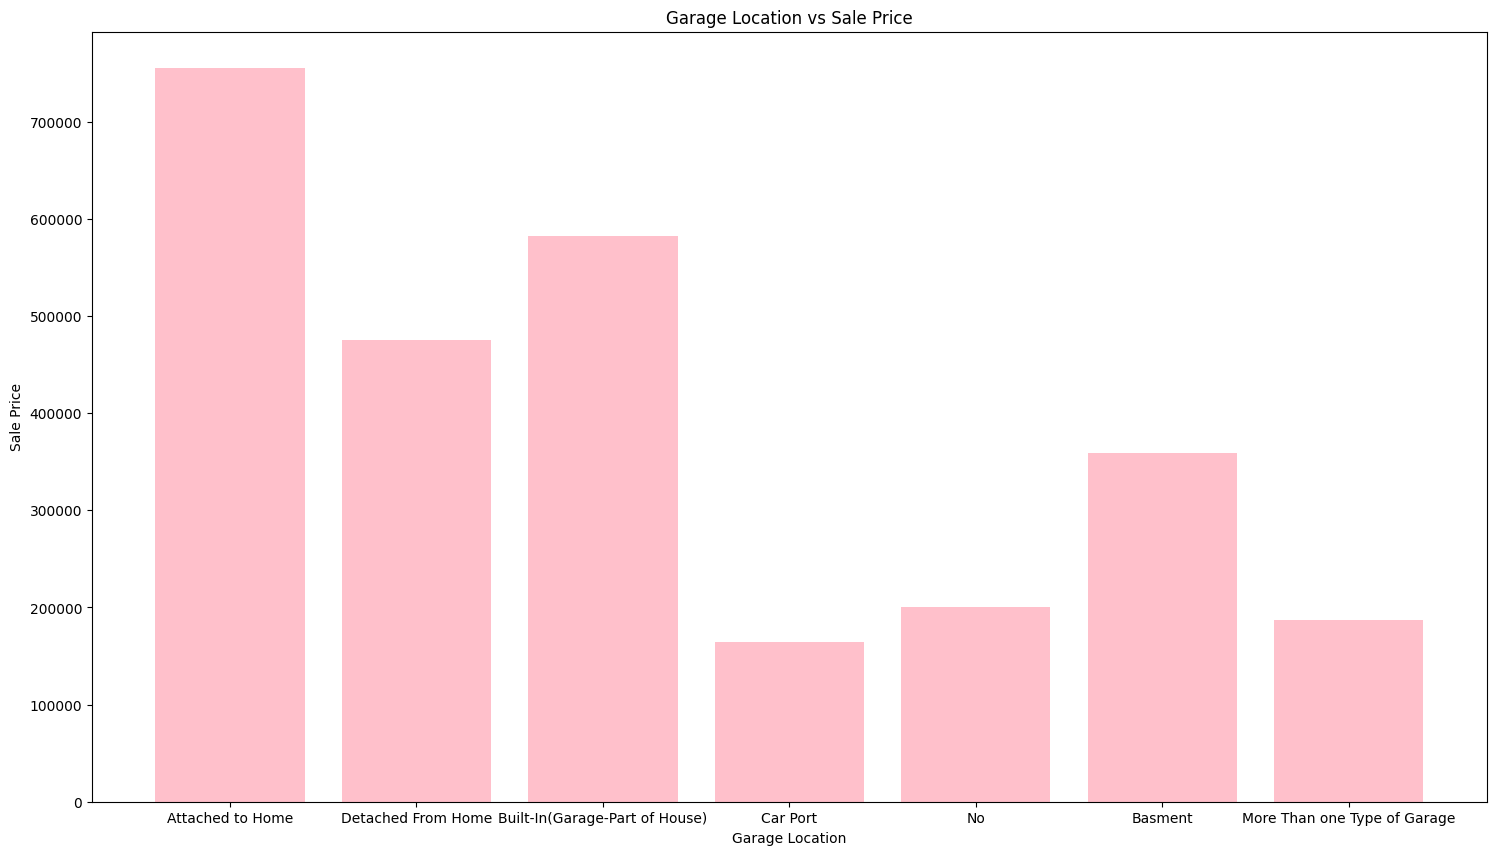 Garage Location vs Sale Price
Sale Price
700000
600000
500000
400000
300000
200000
100000
0
Attached to Home
Detached From Home
Built-In(Garage-Part of House)
Car Port
No
Basment
More Than one Type of Garage
Garage Location